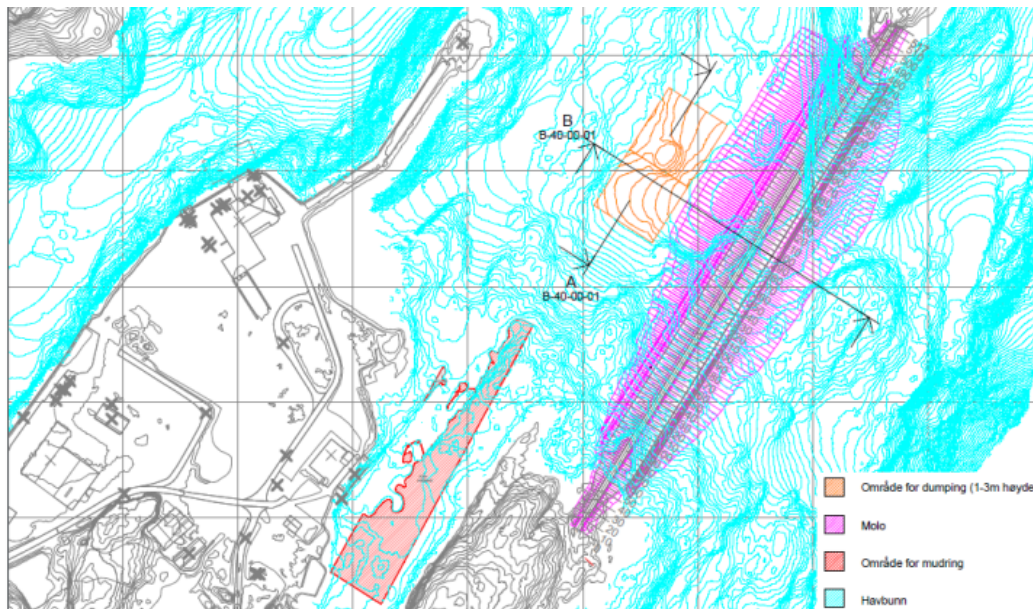 B
B-40-00-01
A
B-40-00-01
Område for dumping (1-3m høyde
Molo
Område for mudring
Havbunn